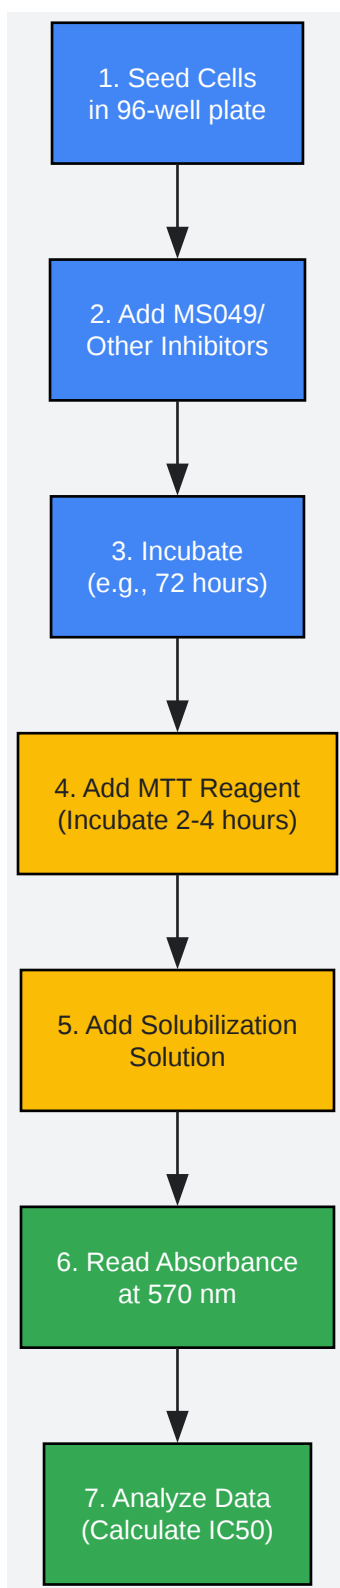 1. Seed Cells
in 96-well plate
2. Add MS049/
Other Inhibitors
3. Incubate
(e.g., 72 hours)
4. Add MTT Reagent
(Incubate 2-4 hours)
5. Add Solubilization
Solution
6. Read Absorbance
at 570 nm
7. Analyze Data
(Calculate IC50)